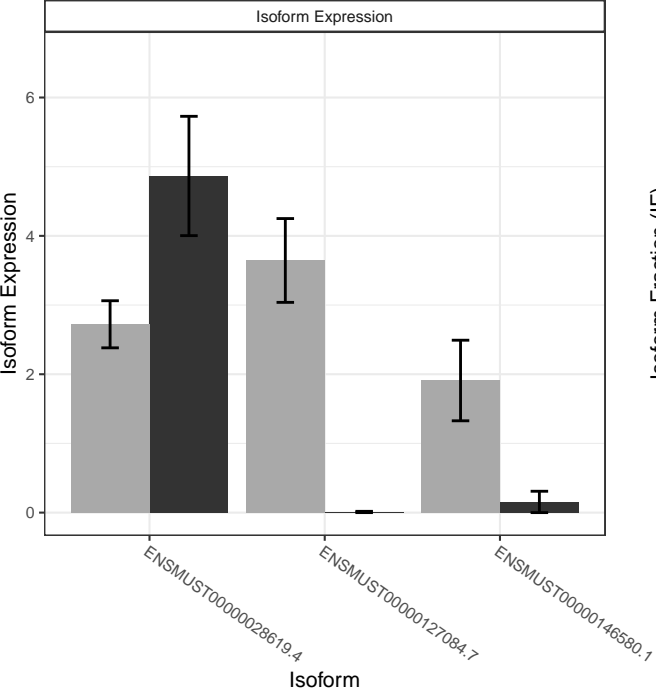 Isoform Expression
Isoform Expression
6
4
2
0
ENSMUST00000028619.4
ENSMUST00000127084.7
ENSMUST00000146580.1
Isoform